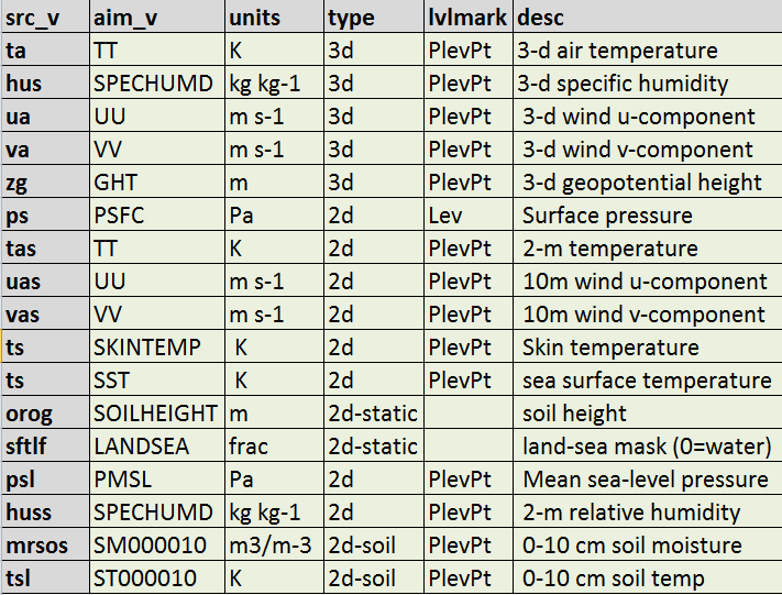 src_v aim_v units type lvlmark desc
ta TT K 3d PlevPt 3-d air temperature
hus SPECHUMD kg kg-1 3d PlevPt 3-d specific humidity
ua UU m s-1 3d PlevPt 3-d wind u-component
va VV m s-1 3d PlevPt 3-d wind v-component
zg GHT m 3d PlevPt 3-d geopotential height
ps PSFC Pa 2d Lev Surface pressure
tas TT K 2d PlevPt 2-m temperature
uas UU m s-1 2d PlevPt 10m wind u-component
vas VV m s-1 2d PlevPt 10m wind v-component
ts SKINTEMP K 2d PlevPt Skin temperature
ts SST K 2d PlevPt sea surface temperature
orog SOILHEIGHT m 2d-static soil height
sftlf LANDSEA frac 2d-static land-sea mask (0=water)
psl PMSL Pa 2d PlevPt Mean sea-level pressure
huss SPECHUMD kg kg-1 2d PlevPt 2-m relative humidity
mrsos SM000010 m3/m-3 2d-soil PlevPt 0-10 cm soil moisture
tsl ST000010 K 2d-soil PlevPt 0-10 cm soil temp